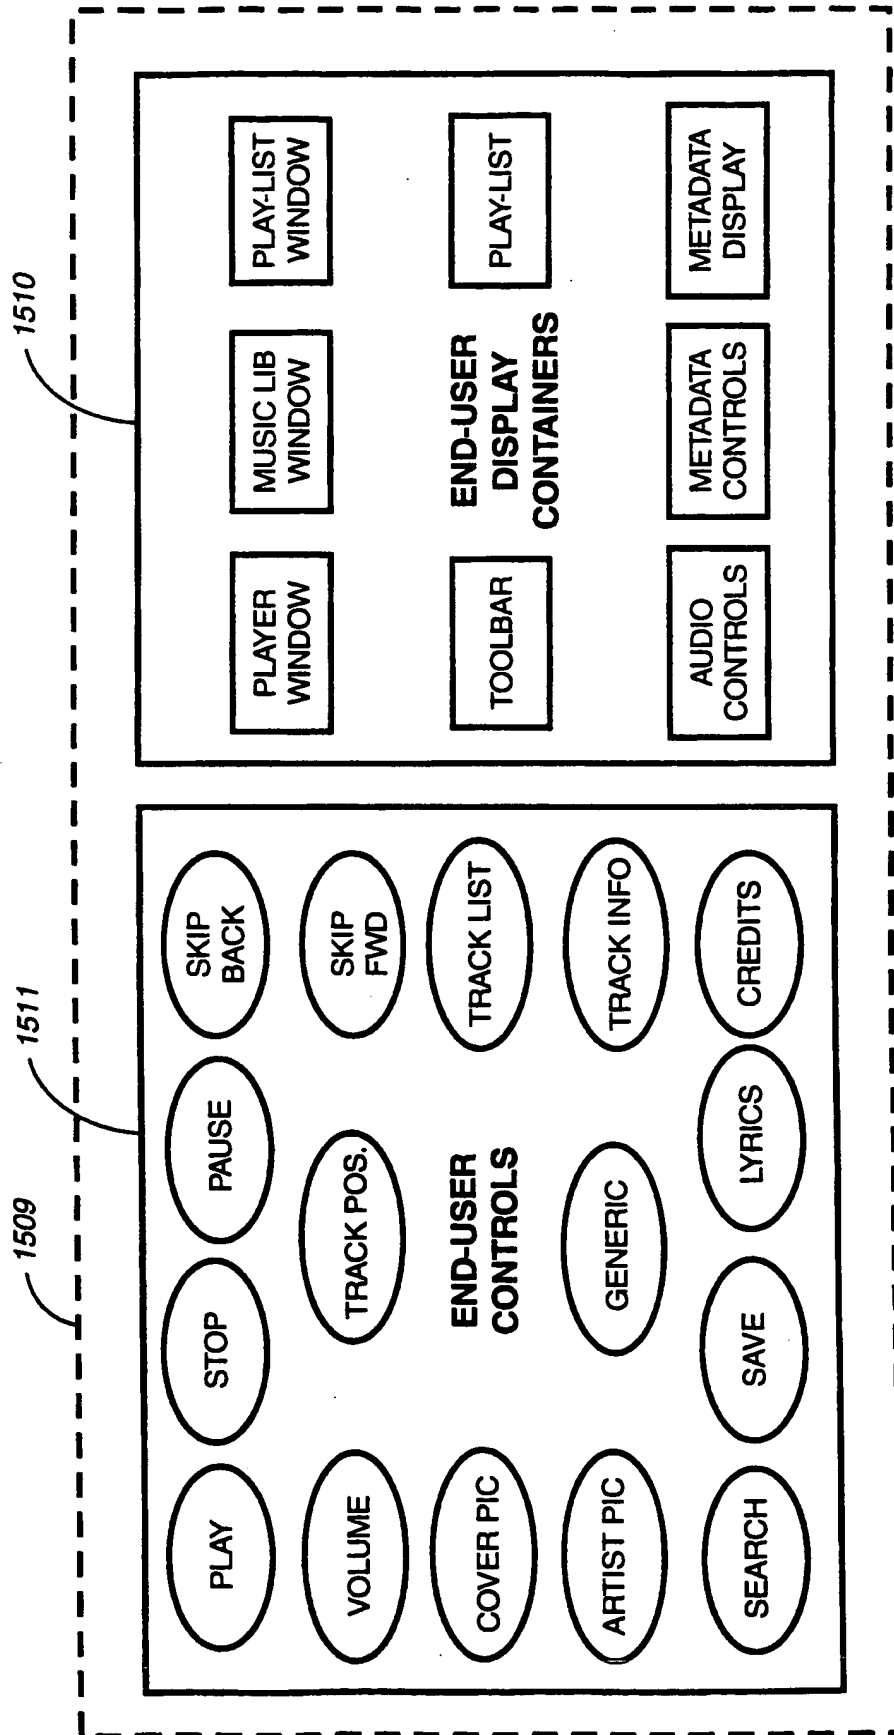 1509
1511
1510
PLAY
STOP
PAUSE
SKIP
BACK
VOLUME
TRACK POS.
SKIP
FWD
COVER PIC
END-USER
CONTROLS
TRACK LIST
ARTIST PIC
GENERIC
TRACK INFO
SEARCH
SAVE
LYRICS
CREDITS
PLAYER
WINDOW
MUSIC LIB
WINDOW
PLAY-LIST
WINDOW
TOOLBAR
END-USER
DISPLAY
CONTAINERS
PLAY-LIST
AUDIO
CONTROLS
METADATA
CONTROLS
METADATA
DISPLAY